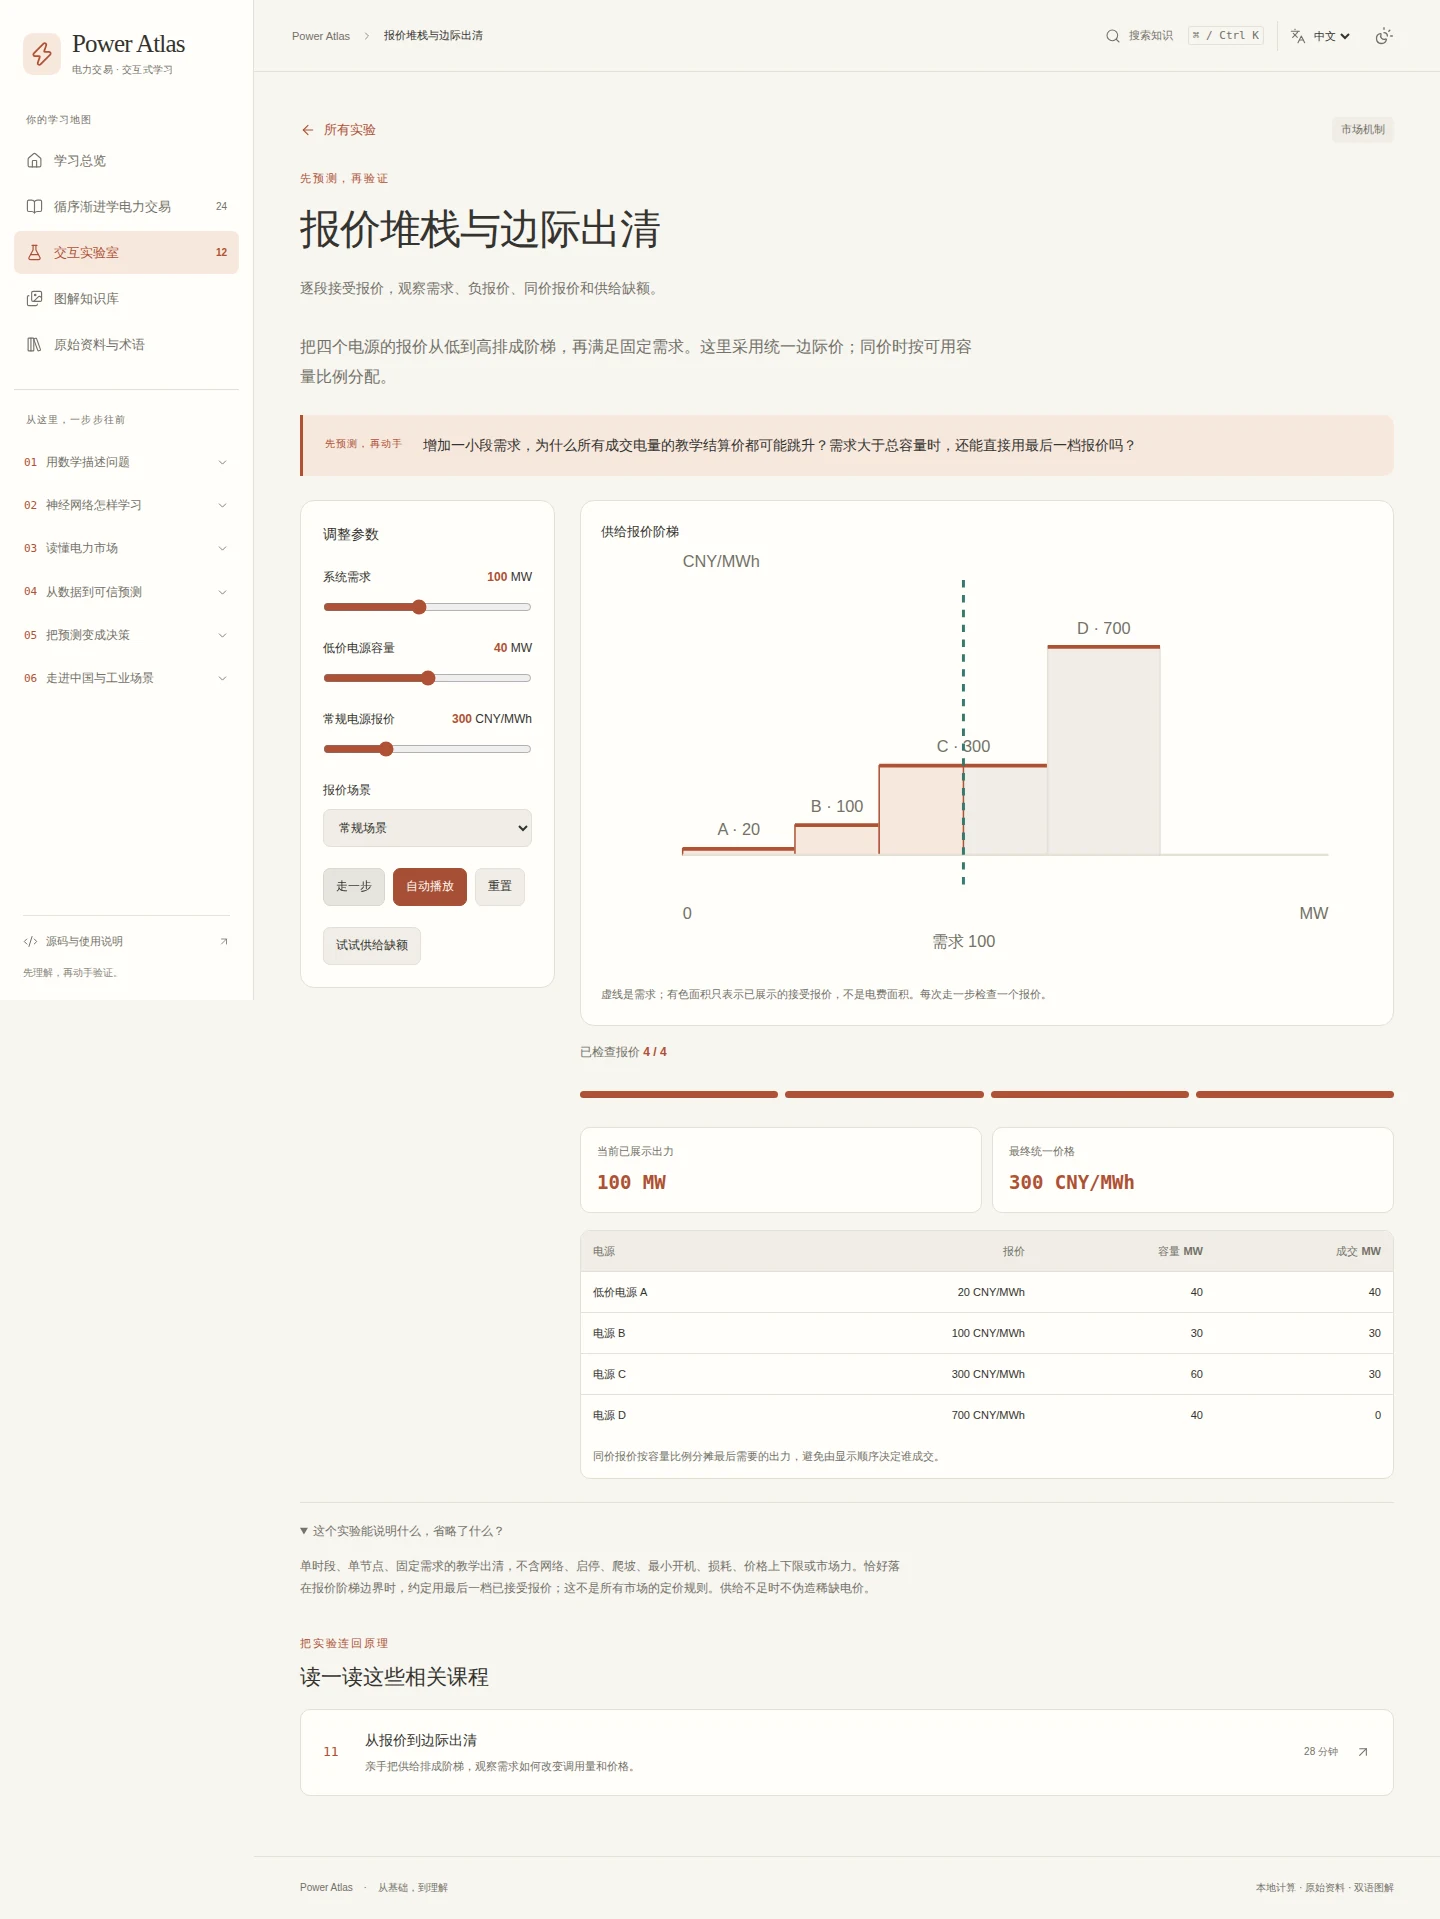 Power Atlas
电力交易 · 交互式学习
你的学习地图
学习总览
循序渐进学电力交易 24
交互实验室 12
图解知识库
原始资料与术语
从这里，一步步往前
01 用数学描述问题
02 神经网络怎样学习
03 读懂电力市场
04 从数据到可信预测
05 把预测变成决策
06 走进中国与工业场景
源码与使用说明
先理解，再动手验证。
Power Atlas 报价堆栈与边际出清
搜索知识 ⌘ / Ctrl K 中文
所有实验
市场机制
先预测，再验证
报价堆栈与边际出清
逐段接受报价，观察需求、负报价、同价报价和供给缺额。
把四个电源的报价从低到高排成阶梯，再满足固定需求。这里采用统一边际价；同价时按可用容
量比例分配。
先预测，再动手 增加一小段需求，为什么所有成交电量的教学结算价都可能跳升？需求大于总容量时，还能直接用最后一档报价吗？
调整参数
系统需求 100 MW
低价电源容量 40 MW
常规电源报价 300 CNY/MWh
报价场景
常规场景
走一步 自动播放 重置
试试供给缺额
供给报价阶梯
CNY/MWh
D · 700
C · 300
B · 100
A · 20
0 MW
需求 100
虚线是需求；有色面积只表示已展示的接受报价，不是电费面积。每次走一步检查一个报价。
已检查报价 4 / 4
当前已展示出力
100 MW
最终统一价格
300 CNY/MWh
电源 报价 容量 MW 成交 MW
低价电源 A 20 CNY/MWh 40 40
电源 B 100 CNY/MWh 30 30
电源 C 300 CNY/MWh 60 30
电源 D 700 CNY/MWh 40 0
同价报价按容量比例分摊最后需要的出力，避免由显示顺序决定谁成交。
▼ 这个实验能说明什么，省略了什么？
单时段、单节点、固定需求的教学出清，不含网络、启停、爬坡、最小开机、损耗、价格上下限或市场力。恰好落
在报价阶梯边界时，约定用最后一档已接受报价；这不是所有市场的定价规则。供给不足时不伪造稀缺电价。
把实验连回原理
读一读这些相关课程
11 从报价到边际出清 28 分钟
亲手把供给排成阶梯，观察需求如何改变调用量和价格。
Power Atlas · 从基础，到理解
本地计算 · 原始资料 · 双语图解